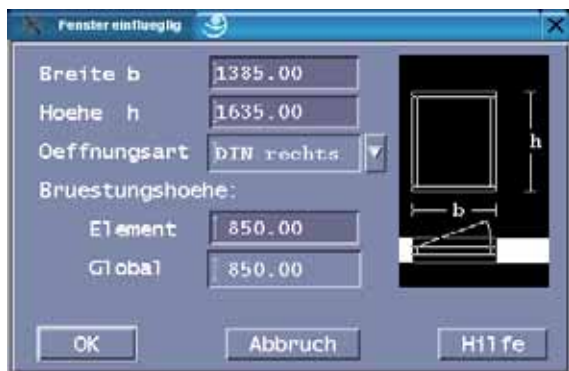 Fenster einflueglig
Breite b 1385.00
Hoehe h 1635.00
Oeffnungsart DIN rechts
Bruestungshoehe:
Element 850.00
Global 850.00
h
b
OK Abbruch Hilfe